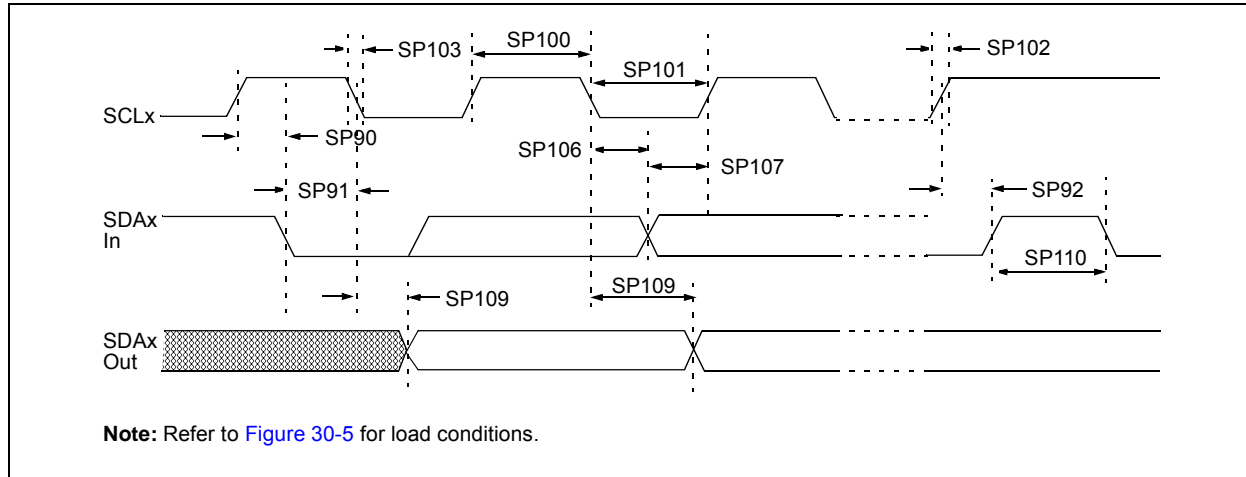 SP103
SP100
SP102
SP101
SCLx
SP90
SP106
SP107
SP91
SP92
SDAx
In
SP110
SP109
SP109
SDAx
Out
Note: Refer to Figure 30-5 for load conditions.